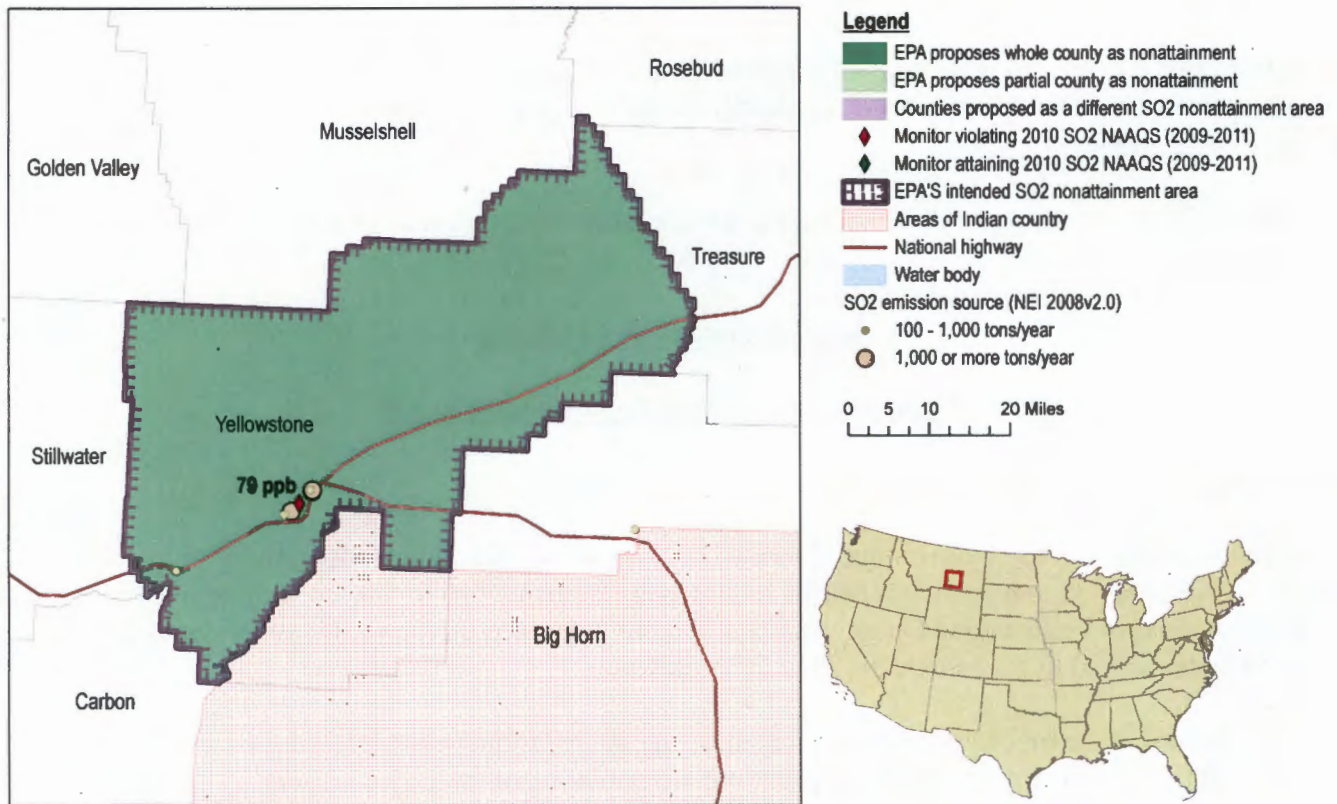 Rosebud
Musselshell
Golden Valley
Treasure
Yellowstone
Stillwater
79 ppb
Big Horn
Carbon
Legend
EPA proposes whole county as nonattainment
EPA proposes partial county as nonattainment
Counties proposed as a different SO2 nonattainment area
Monitor violating 2010 SO2 NAAQS (2009-2011)
Monitor attaining 2010 SO2 NAAQS (2009-2011)
EPA'S intended SO2 nonattainment area
Areas of Indian country
National highway
Water body
SO2 emission source (NEI 2008v2.0)
100 - 1,000 tons/year
1,000 or more tons/year
0 5 10 20 Miles